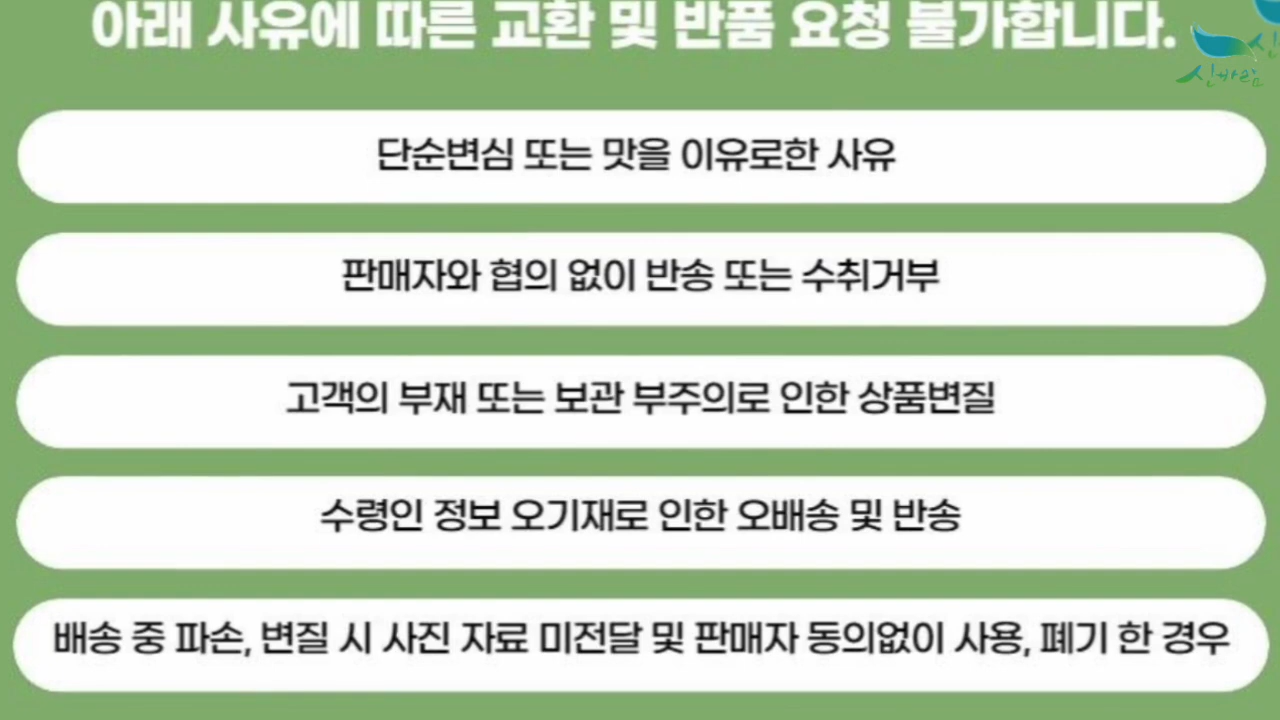 아래 사유에 따른 교환 및 반품 요청 불가합니다.
신바람
단순변심 또는 맛을 이유로한 사유
판매자와 협의 없이 반송 또는 수취거부
고객의 부재 또는 보관 부주의로 인한 상품변질
수령인 정보 오기재로 인한 오배송 및 반송
배송 중 파손, 변질 시 사진 자료 미전달 및 판매자 동의없이 사용, 폐기 한 경우